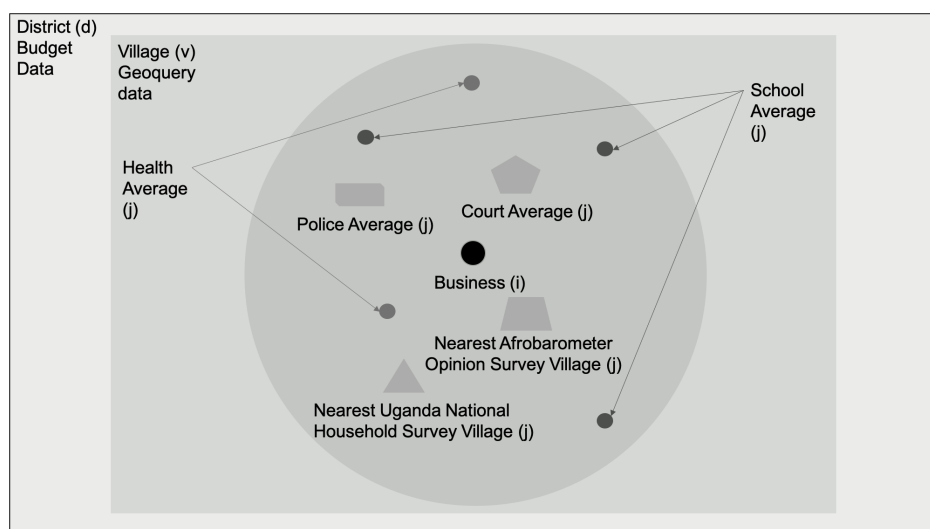 District (d)
Budget
Data
Village (v)
Geoquery
data
School
Average
(j)
Health
Average
(j)
Police Average (j)
Court Average (j)
Business (i)
Nearest Afrobarometer
Opinion Survey Village (j)
Nearest Uganda National
Household Survey Village (j)